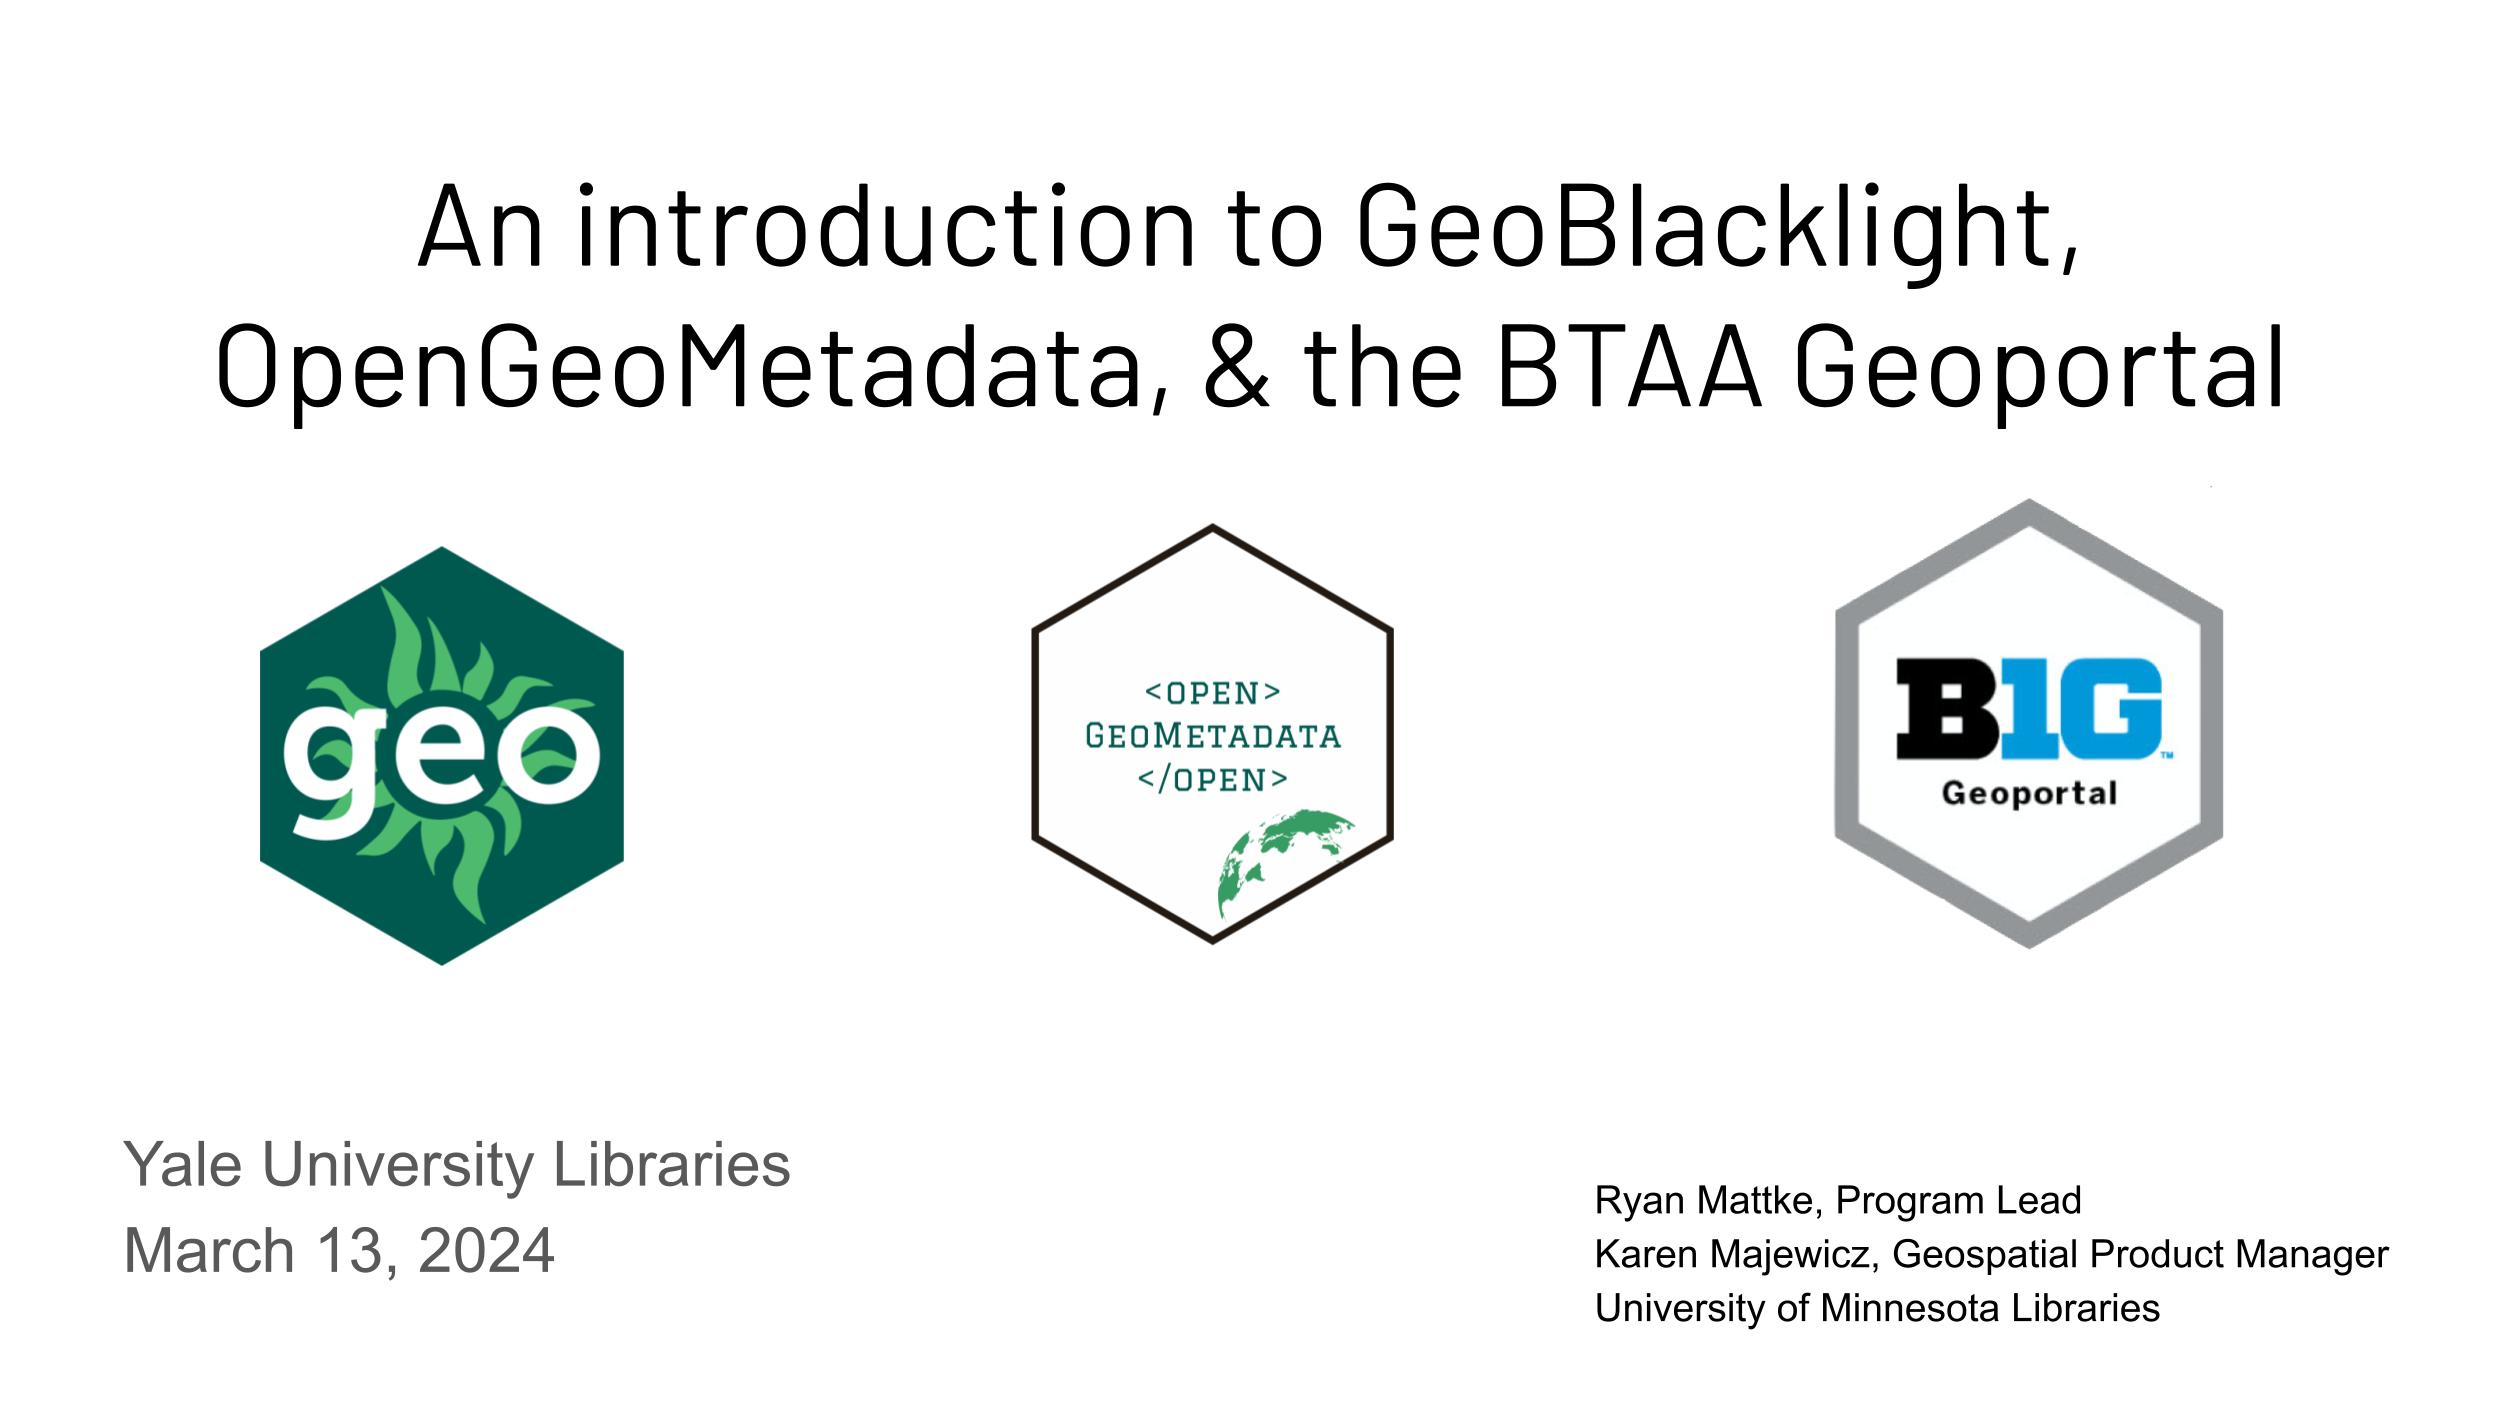 An introduction to GeoBlacklight,
OpenGeoMetadata, & the BTAA Geoportal
geo
<OPEN>
GEOMETADATA
</OPEN>
B1G™
Geoportal
Yale University Libraries
March 13, 2024
Ryan Mattke, Program Lead
Karen Majewicz, Geospatial Product Manager
University of Minnesota Libraries